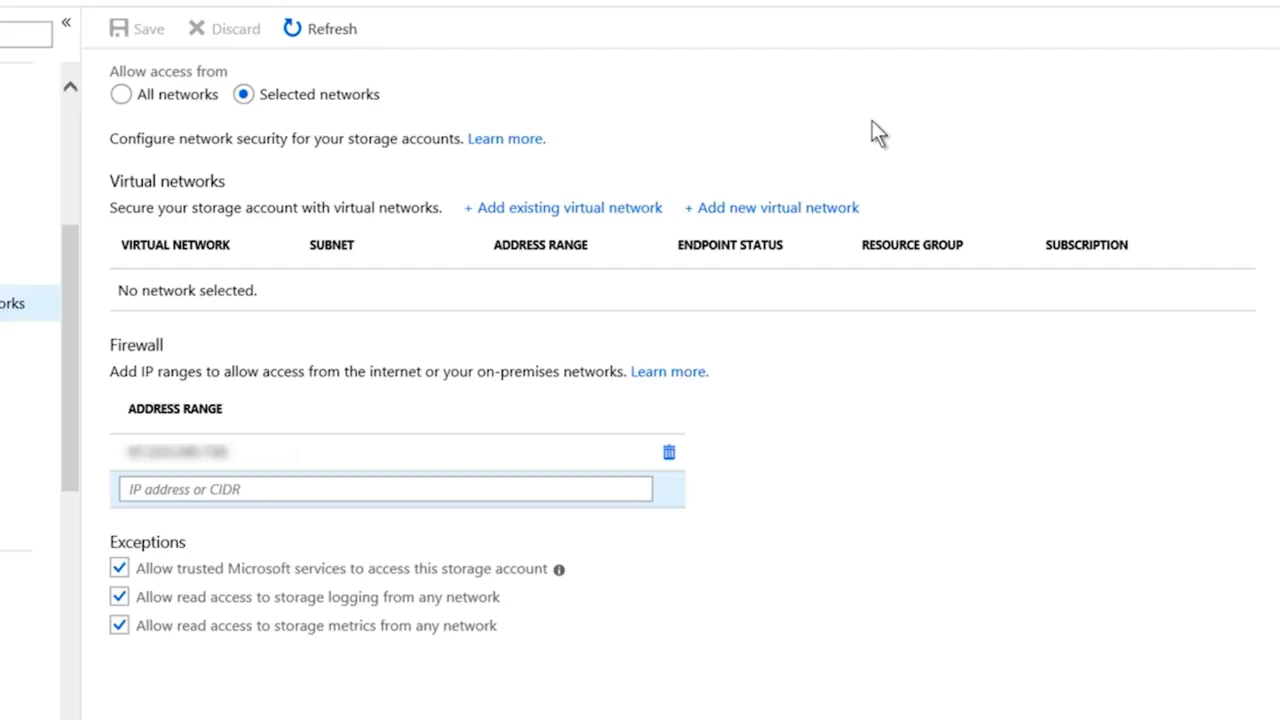 « Save Discard Refresh
Allow access from
All networks Selected networks
Configure network security for your storage accounts. Learn more.
Virtual networks
Secure your storage account with virtual networks. + Add existing virtual network + Add new virtual network
VIRTUAL NETWORK SUBNET ADDRESS RANGE ENDPOINT STATUS RESOURCE GROUP SUBSCRIPTION
No network selected.
orks
Firewall
Add IP ranges to allow access from the internet or your on-premises networks. Learn more.
ADDRESS RANGE
IP address or CIDR
Exceptions
Allow trusted Microsoft services to access this storage account
Allow read access to storage logging from any network
Allow read access to storage metrics from any network